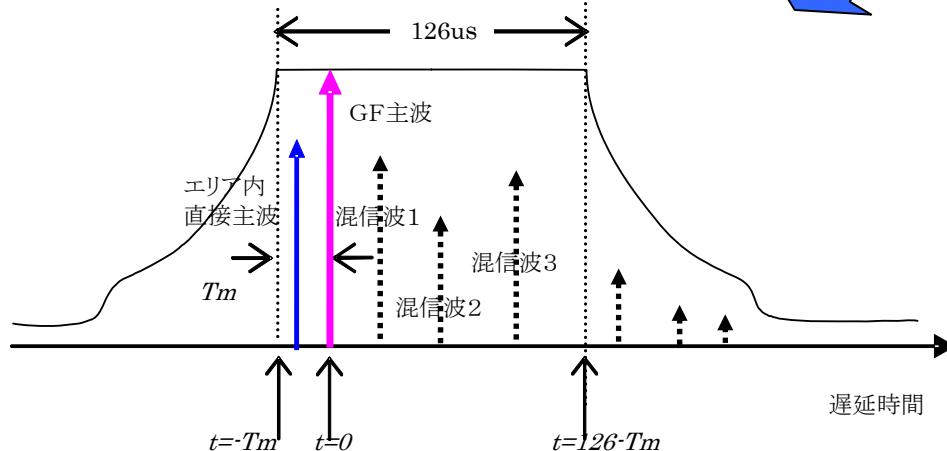 126us
GF主波
エリア内
直接主波
混信波1
混信波3
Tm
混信波2
遅延時間
t=-Tm
t=0
t=126-Tm